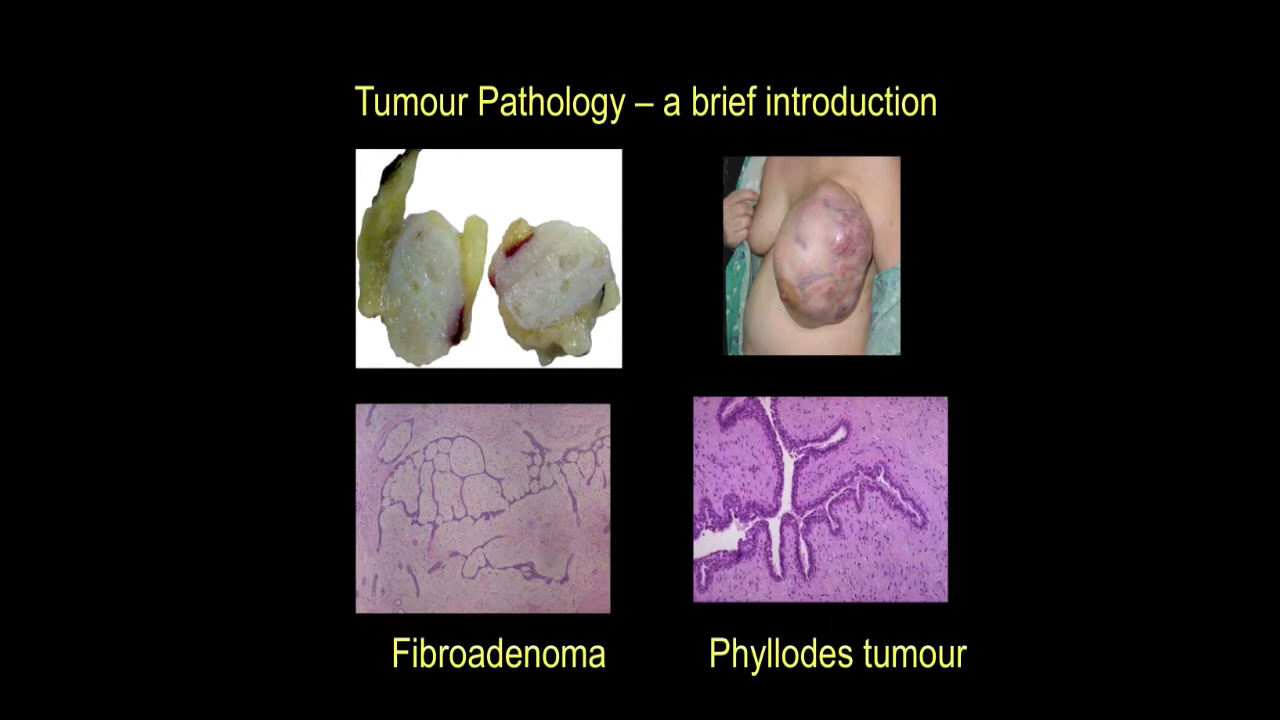 Tumour Pathology – a brief introduction
Fibroadenoma
Phyllodes tumour